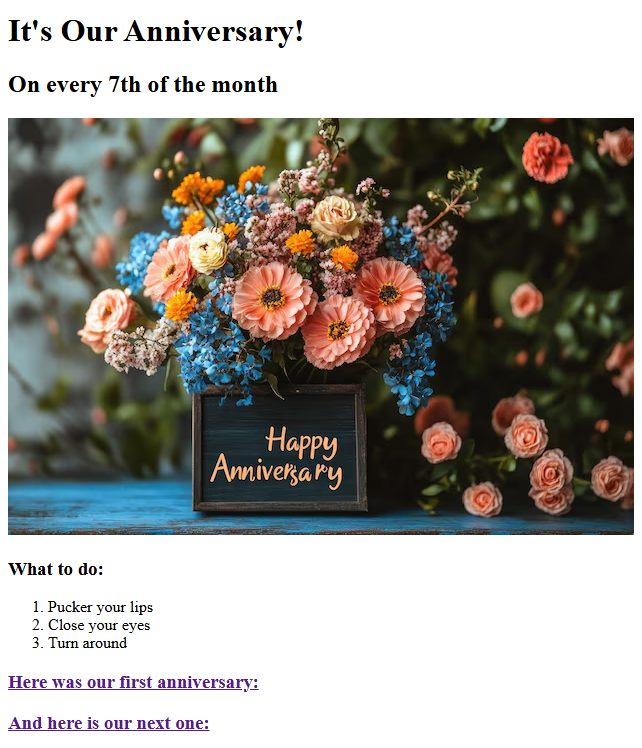 It's Our Anniversary!
On every 7th of the month
Happy
Anniversary
What to do:
1. Pucker your lips
2. Close your eyes
3. Turn around
Here was our first anniversary:
And here is our next one: